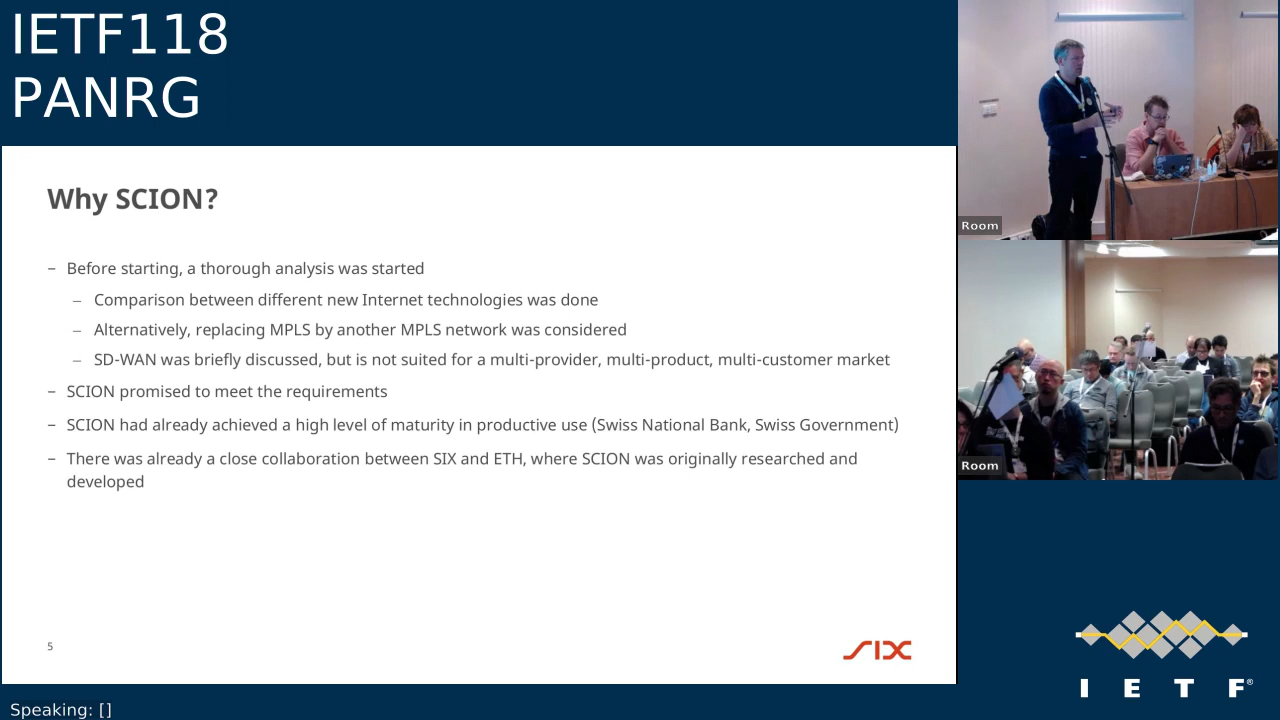 IETF118
PANRG
Why SCION?
– Before starting, a thorough analysis was started
– Comparison between different new Internet technologies was done
– Alternatively, replacing MPLS by another MPLS network was considered
– SD-WAN was briefly discussed, but is not suited for a multi-provider, multi-product, multi-customer market
– SCION promised to meet the requirements
– SCION had already achieved a high level of maturity in productive use (Swiss National Bank, Swiss Government)
– There was already a close collaboration between SIX and ETH, where SCION was originally researched and
developed
5
SIX
Room
Room
I E T F®
Speaking: []